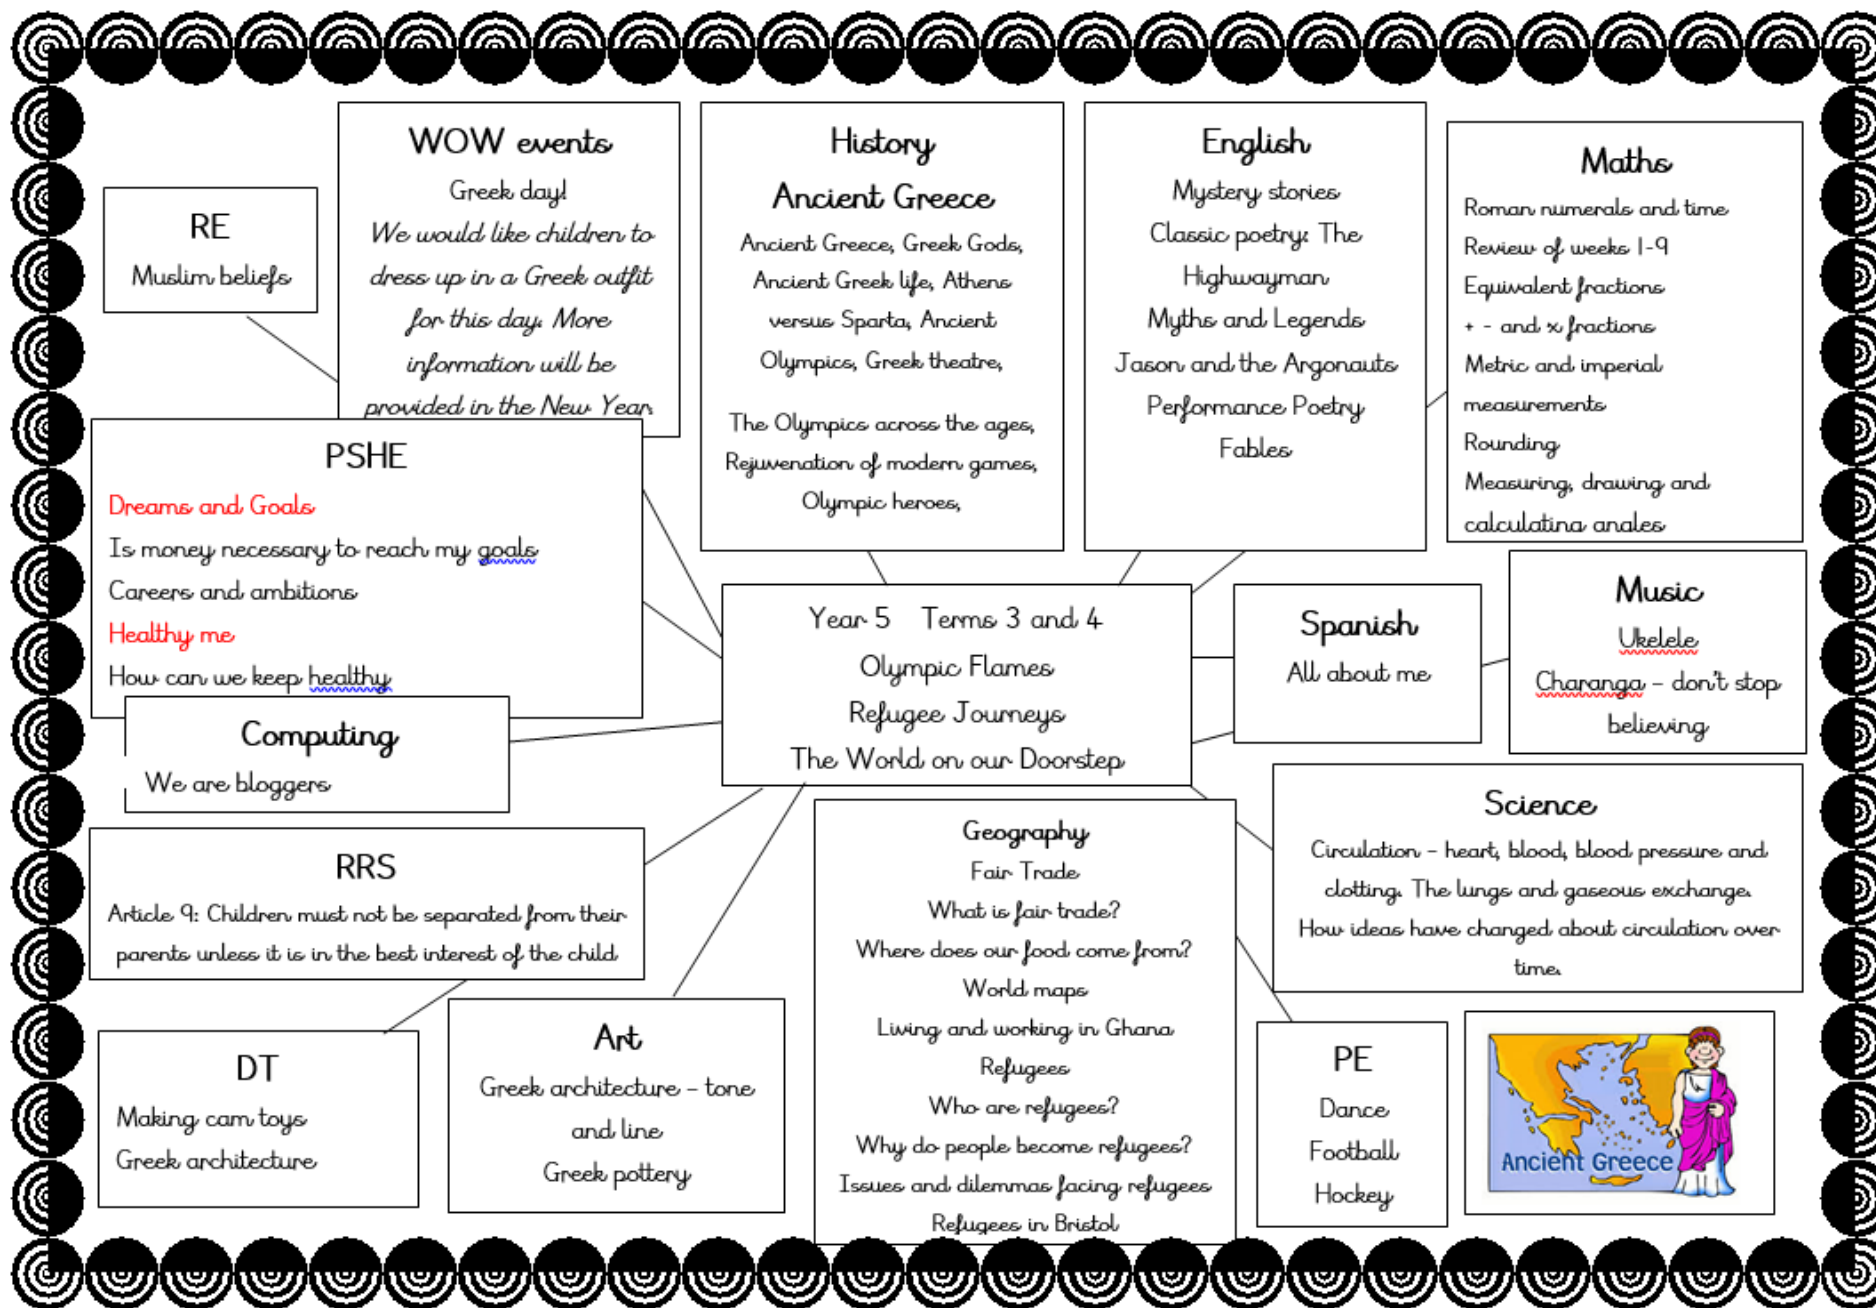 RE
Muslim beliefs
WOW events
Greek day!
We would like children to
dress up in a Greek outfit
for this day. More
information will be
provided in the New Year.
History
Ancient Greece
Ancient Greece, Greek Gods,
Ancient Greek life, Athens
versus Sparta, Ancient
Olympics, Greek theatre,
The Olympics across the ages,
Rejuvenation of modern games,
Olympic heroes,
English
Mystery stories
Classic poetry: The
Highwayman
Myths and Legends
Jason and the Argonauts
Performance Poetry
Fables
Maths
Roman numerals and time
Review of weeks 1-9
Equivalent fractions
+ - and x fractions
Metric and imperial
measurements
Rounding
Measuring, drawing and
calculating angles
PSHE
Dreams and Goals
Is money necessary to reach my goals
Careers and ambitions
Healthy me
How can we keep healthy
Year 5 Terms 3 and 4
Olympic Flames
Refugee Journeys
The World on our Doorstep
Spanish
All about me
Music
Ukelele
Charanga – don't stop
believing
Computing
We are bloggers
RRS
Article 9: Children must not be separated from their
parents unless it is in the best interest of the child
Geography
Fair Trade
What is fair trade?
Where does our food come from?
World maps
Living and working in Ghana
Refugees
Who are refugees?
Why do people become refugees?
Issues and dilemmas facing refugees
Refugees in Bristol
Science
Circulation – heart, blood, blood pressure and
clotting. The lungs and gaseous exchange.
How ideas have changed about circulation over
time.
DT
Making cam toys
Greek architecture
Art
Greek architecture – tone
and line
Greek pottery
PE
Dance
Football
Hockey
Ancient Greece